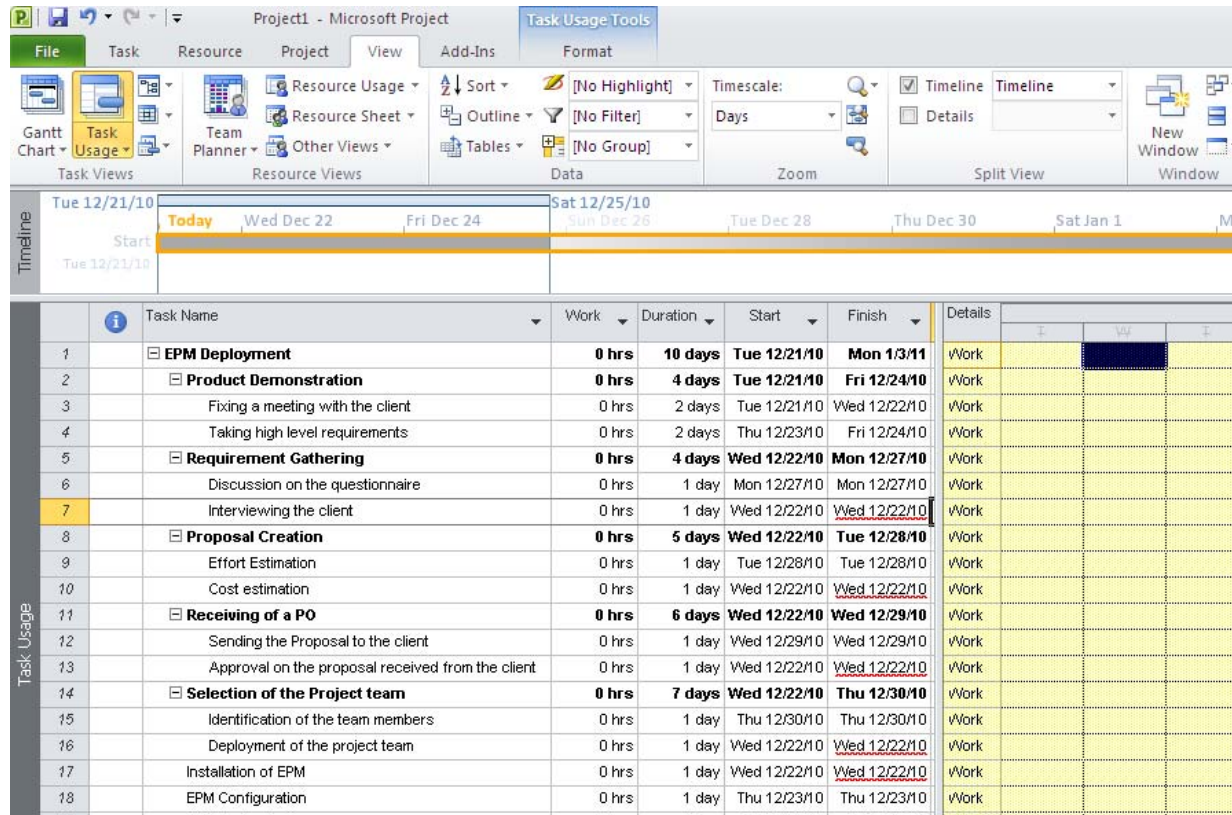 Project1 - Microsoft Project Task Usage Tools
File Task Resource Project View Add-Ins Format
Gantt Chart
Task Usage
Task Views
Team Planner
Resource Usage
Resource Sheet
Other Views
Resource Views
Sort
Outline
Tables
[No Highlight]
[No Filter]
[No Group]
Data
Timescale:
Days
Zoom
Timeline Timeline
Details
Split View
New Window
Window
Timeline
Tue 12/21/10 Sat 12/25/10
Today Wed Dec 22 Fri Dec 24 Sun Dec 26 Tue Dec 28 Thu Dec 30 Sat Jan 1 M
Start
Tue 12/21/10
Task Usage
Task Name Work Duration Start Finish Details T W T
1 EPM Deployment 0 hrs 10 days Tue 12/21/10 Mon 1/3/11 Work
2 Product Demonstration 0 hrs 4 days Tue 12/21/10 Fri 12/24/10 Work
3 Fixing a meeting with the client 0 hrs 2 days Tue 12/21/10 Wed 12/22/10 Work
4 Taking high level requirements 0 hrs 2 days Thu 12/23/10 Fri 12/24/10 Work
5 Requirement Gathering 0 hrs 4 days Wed 12/22/10 Mon 12/27/10 Work
6 Discussion on the questionnaire 0 hrs 1 day Mon 12/27/10 Mon 12/27/10 Work
7 Interviewing the client 0 hrs 1 day Wed 12/22/10 Wed 12/22/10 Work
8 Proposal Creation 0 hrs 5 days Wed 12/22/10 Tue 12/28/10 Work
9 Effort Estimation 0 hrs 1 day Tue 12/28/10 Tue 12/28/10 Work
10 Cost estimation 0 hrs 1 day Wed 12/22/10 Wed 12/22/10 Work
11 Receiving of a PO 0 hrs 6 days Wed 12/22/10 Wed 12/29/10 Work
12 Sending the Proposal to the client 0 hrs 1 day Wed 12/29/10 Wed 12/29/10 Work
13 Approval on the proposal received from the client 0 hrs 1 day Wed 12/22/10 Wed 12/22/10 Work
14 Selection of the Project team 0 hrs 7 days Wed 12/22/10 Thu 12/30/10 Work
15 Identification of the team members 0 hrs 1 day Thu 12/30/10 Thu 12/30/10 Work
16 Deployment of the project team 0 hrs 1 day Wed 12/22/10 Wed 12/22/10 Work
17 Installation of EPM 0 hrs 1 day Wed 12/22/10 Wed 12/22/10 Work
18 EPM Configuration 0 hrs 1 day Thu 12/23/10 Thu 12/23/10 Work